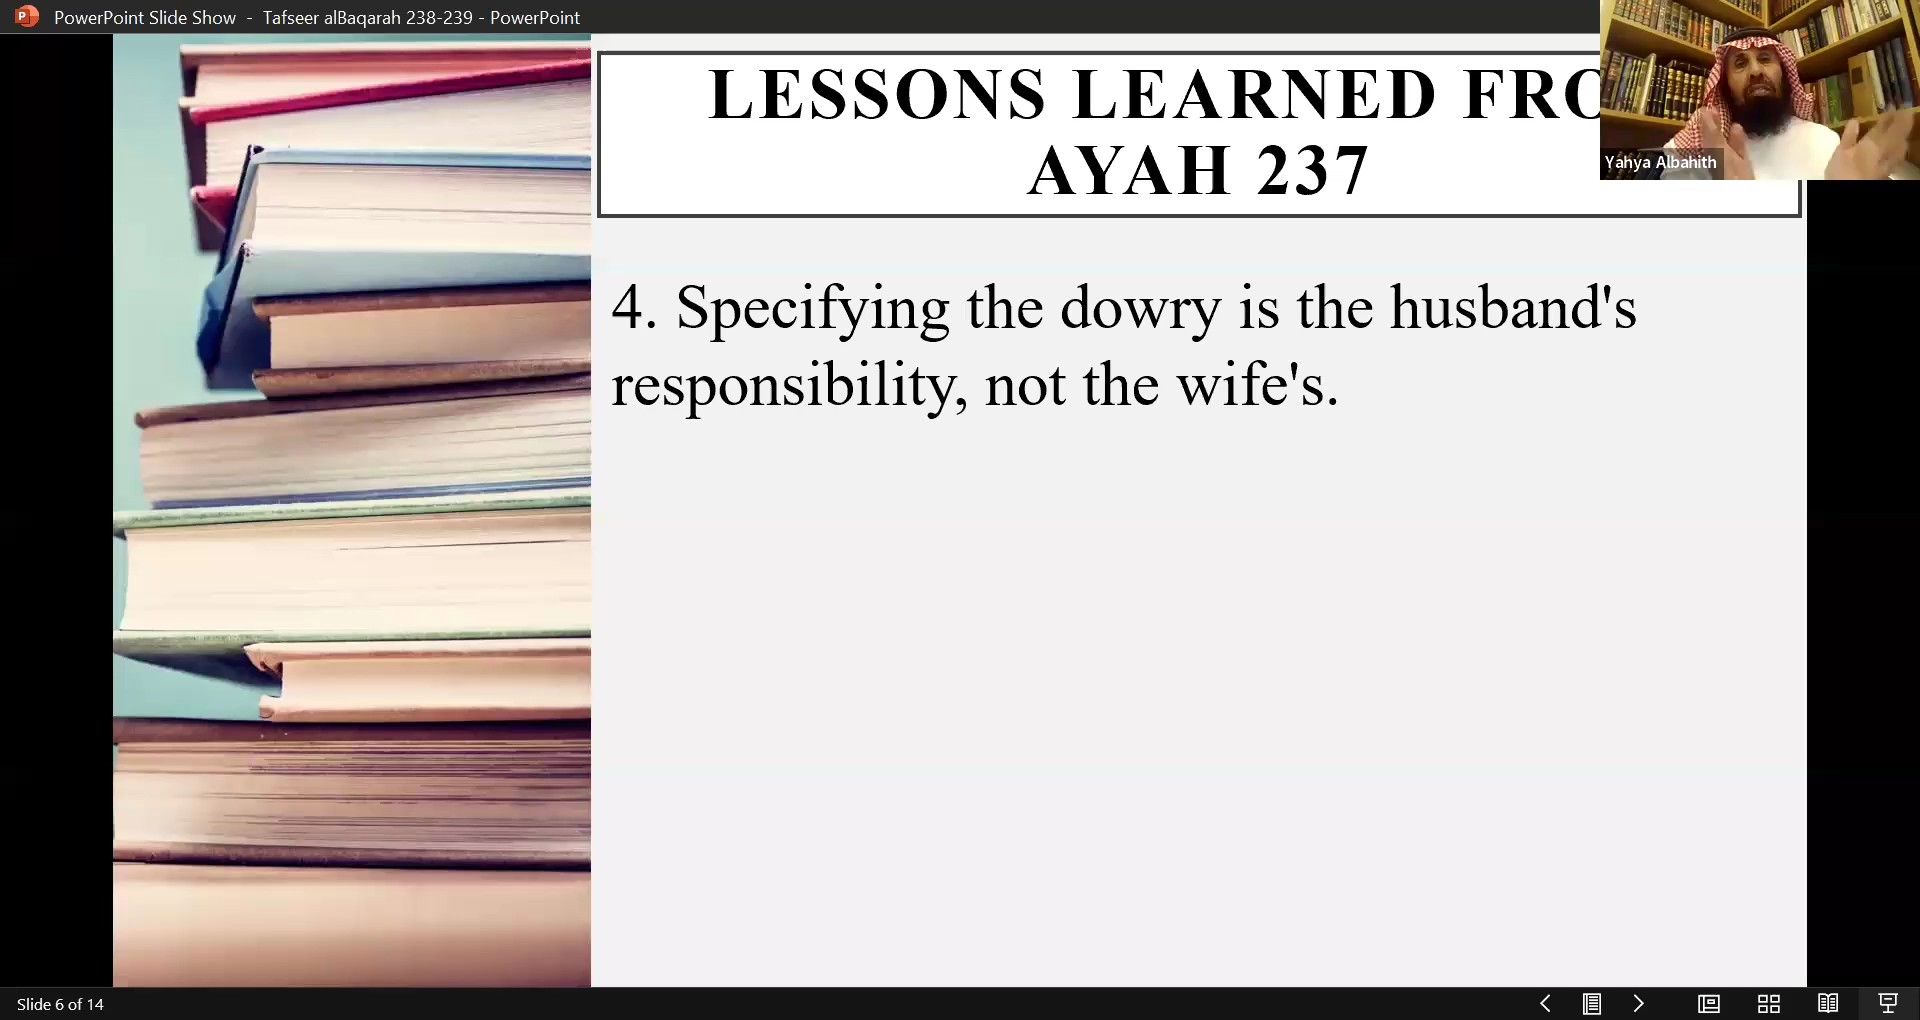 PowerPoint Slide Show - Tafseer alBaqarah 238-239 - PowerPoint
LESSONS LEARNED
AYAH 237
Yahya Albahith
4. Specifying the dowry is the husband's
responsibility, not the wife's.
Slide 6 of 14